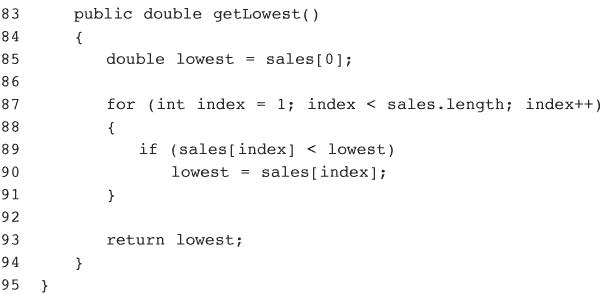 83     public double getLowest()
84     {
85        double lowest = sales[0];
86
87        for (int index = 1; index < sales.length; index++)
88        {
89           if (sales[index] < lowest)
90              lowest = sales[index];
91        }
92
93        return lowest;
94     }
95  }